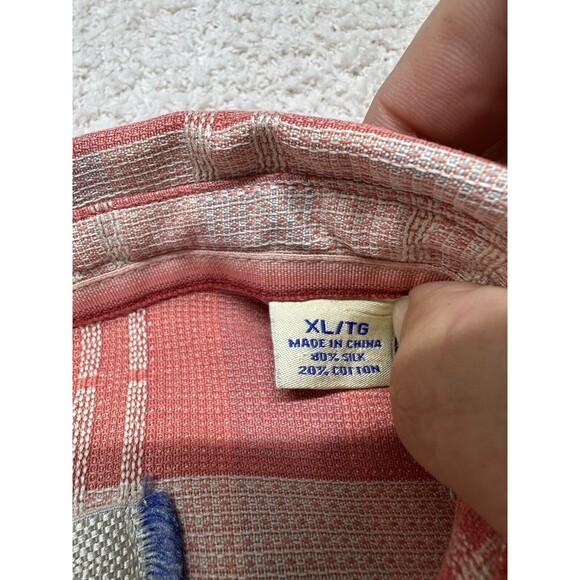 XL/TG
MADE IN CHINA
80% SILK
20% COTTON